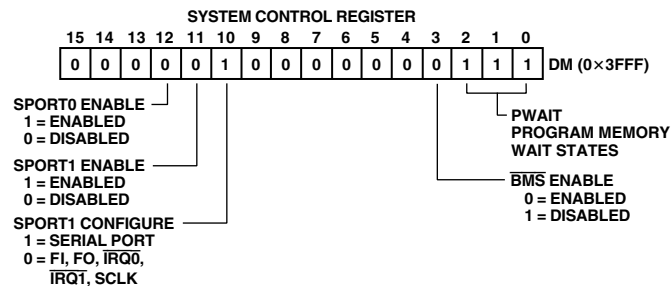 SYSTEM CONTROL REGISTER
15 14 13 12 11 10 9 8 7 6 5 4 3 2 1 0
0 0 0 0 0 1 0 0 0 0 0 0 0 1 1 1 DM (0×3FFF)
SPORT0 ENABLE
1 = ENABLED
0 = DISABLED
SPORT1 ENABLE
1 = ENABLED
0 = DISABLED
SPORT1 CONFIGURE
1 = SERIAL PORT
0 = FI, FO, IRQ0,
IRQ1, SCLK
PWAIT
PROGRAM MEMORY
WAIT STATES
BMS ENABLE
0 = ENABLED
1 = DISABLED